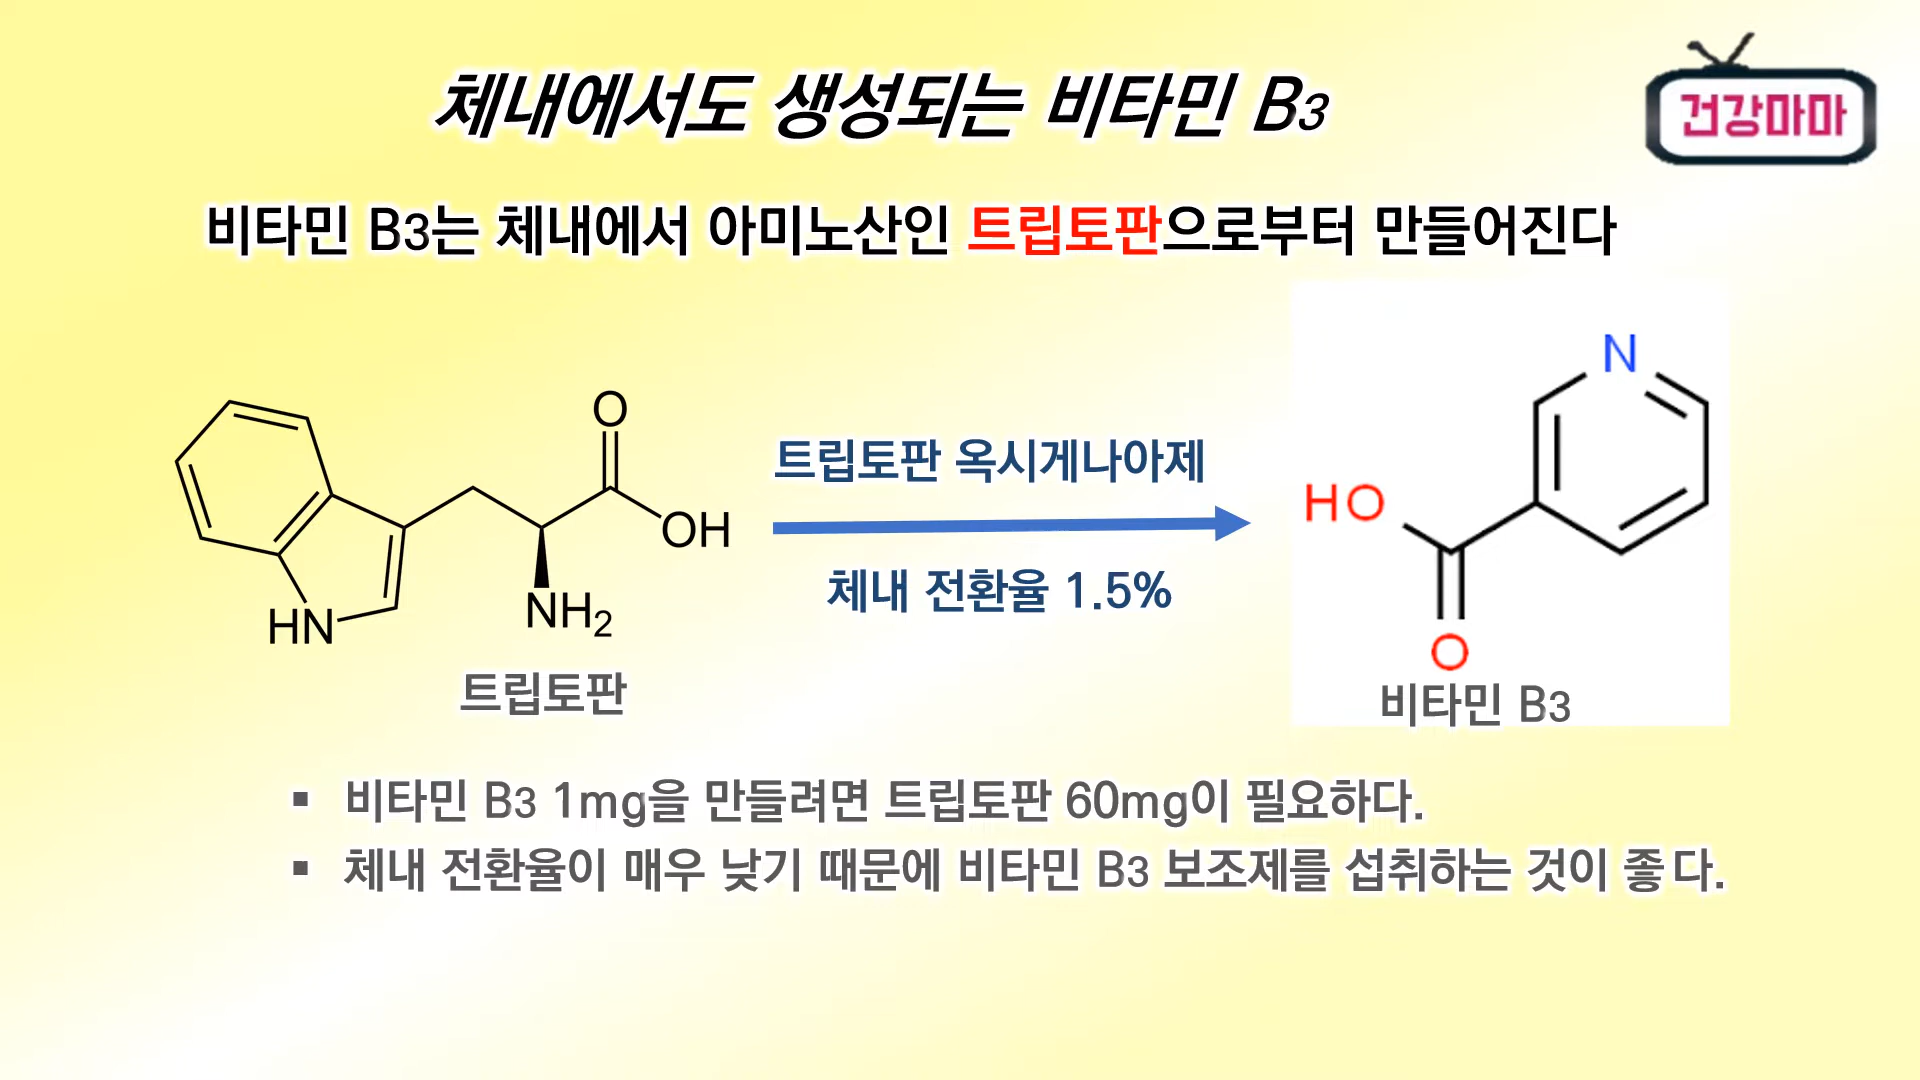 체내에서도 생성되는 비타민 B3
건강마마
비타민 B3는 체내에서 아미노산인 트립토판으로부터 만들어진다
O
OH
NH2
HN
트립토판
트립토판 옥시게나아제
체내 전환율 1.5%
N
HO
O
비타민 B3
▪ 비타민 B3 1mg을 만들려면 트립토판 60mg이 필요하다.
▪ 체내 전환율이 매우 낮기 때문에 비타민 B3 보조제를 섭취하는 것이 좋다.